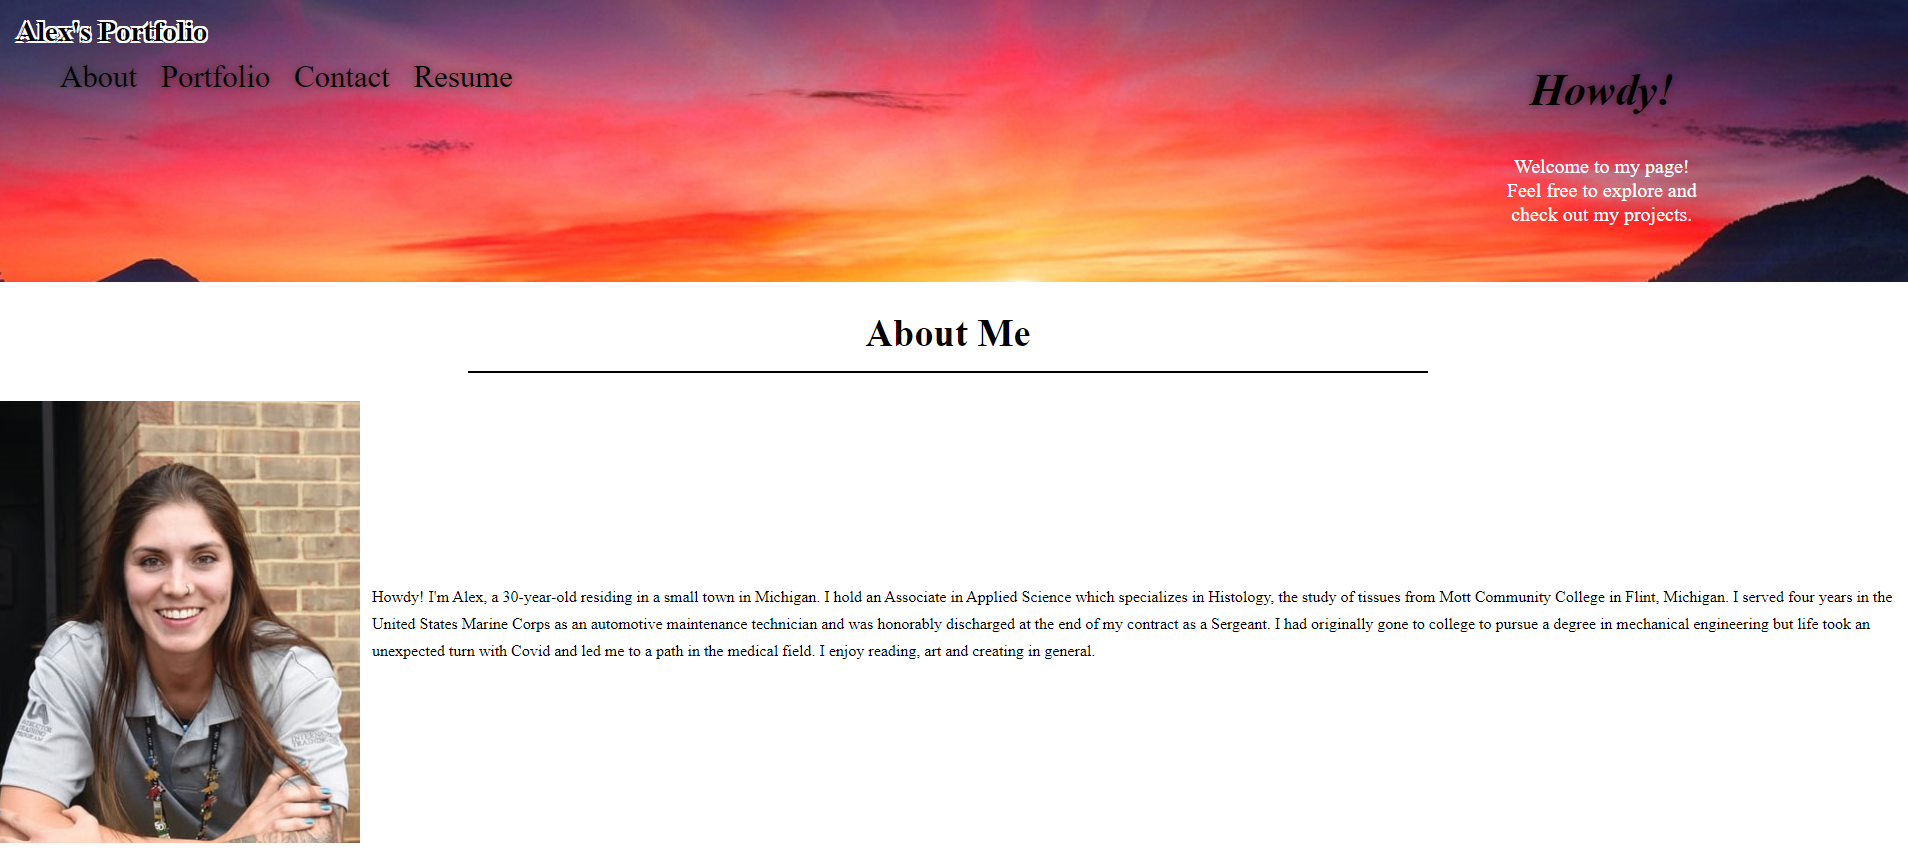 Alex's Portfolio
About Portfolio Contact Resume
Howdy!
Welcome to my page!
Feel free to explore and
check out my projects.
About Me
Howdy! I'm Alex, a 30-year-old residing in a small town in Michigan. I hold an Associate in Applied Science which specializes in Histology, the study of tissues from Mott Community College in Flint, Michigan. I served four years in the
United States Marine Corps as an automotive maintenance technician and was honorably discharged at the end of my contract as a Sergeant. I had originally gone to college to pursue a degree in mechanical engineering but life took an
unexpected turn with Covid and led me to a path in the medical field. I enjoy reading, art and creating in general.